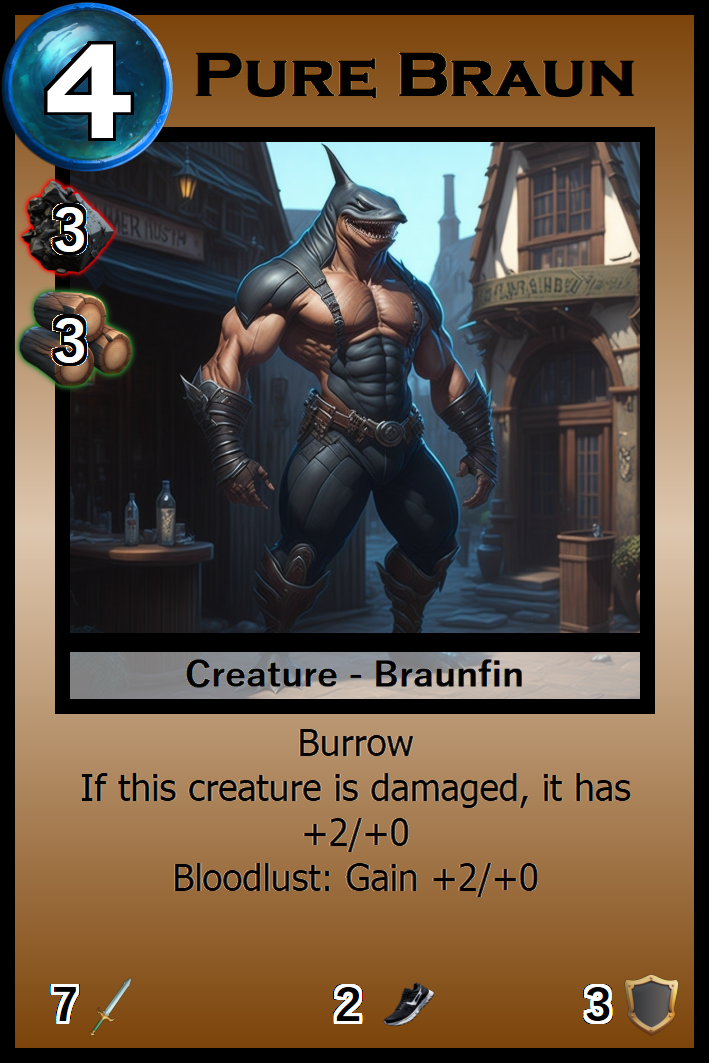 4
Pure Braun
3
3
Creature - Braunfin
Burrow
If this creature is damaged, it has
+2/+0
Bloodlust: Gain +2/+0
7
2
3